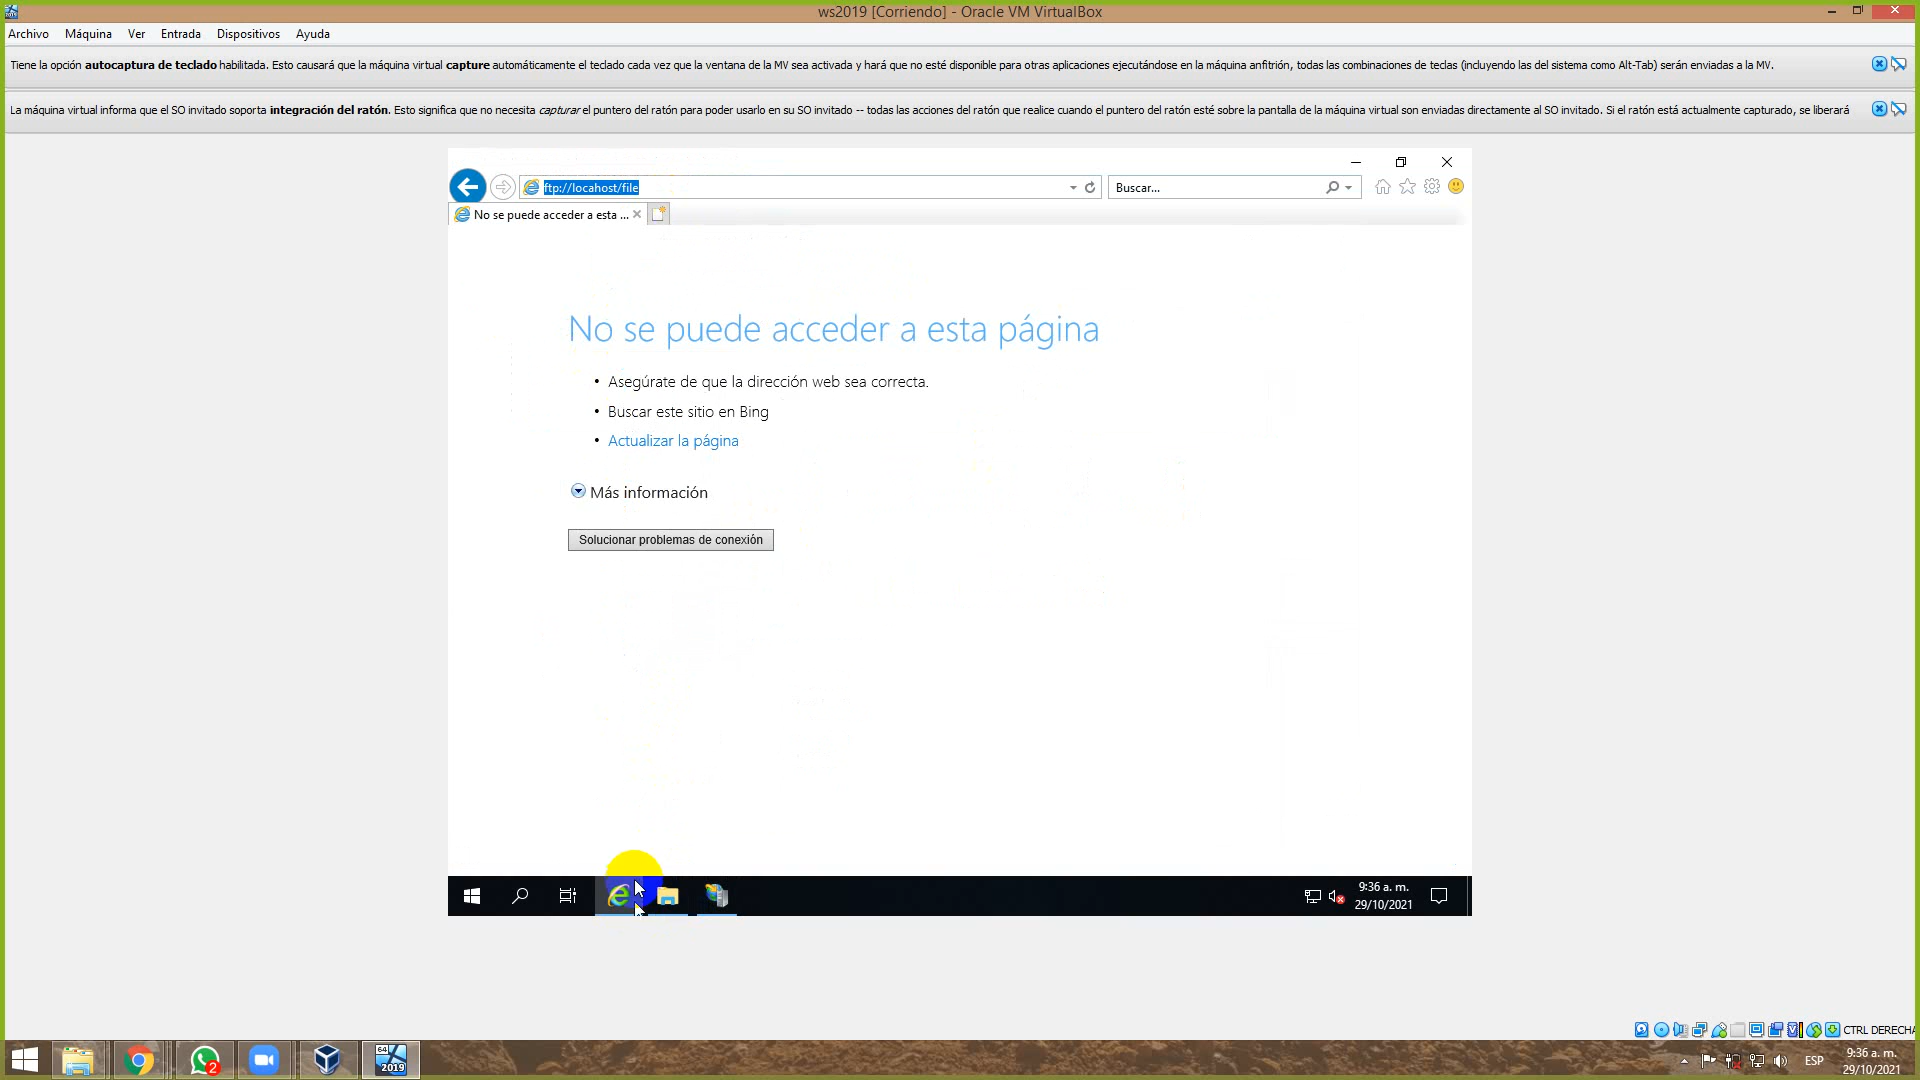 ws2019 [Corriendo] - Oracle VM VirtualBox
Archivo Máquina Ver Entrada Dispositivos Ayuda
Tiene la opción autocaptura de teclado habilitada. Esto causará que la máquina virtual capture automáticamente el teclado cada vez que la ventana de la MV sea activada y hará que no esté disponible para otras aplicaciones ejecutándose en la máquina anfitrión, todas las combinaciones de teclas (incluyendo las del sistema como Alt-Tab) serán enviadas a la MV.
La máquina virtual informa que el SO invitado soporta integración del ratón. Esto significa que no necesita capturar el puntero del ratón para poder usarlo en su SO invitado -- todas las acciones del ratón que realice cuando el puntero del ratón esté sobre la pantalla de la máquina virtual son enviadas directamente al SO invitado. Si el ratón está actualmente capturado, se liberará
ftp://locahost/file
Buscar...
No se puede acceder a esta ...
No se puede acceder a esta página
• Asegúrate de que la dirección web sea correcta.
• Buscar este sitio en Bing
• Actualizar la página
Más información
Solucionar problemas de conexión
9:36 a. m.
29/10/2021
CTRL DERECHA
2
64
2019
ESP
9:36 a. m.
29/10/2021